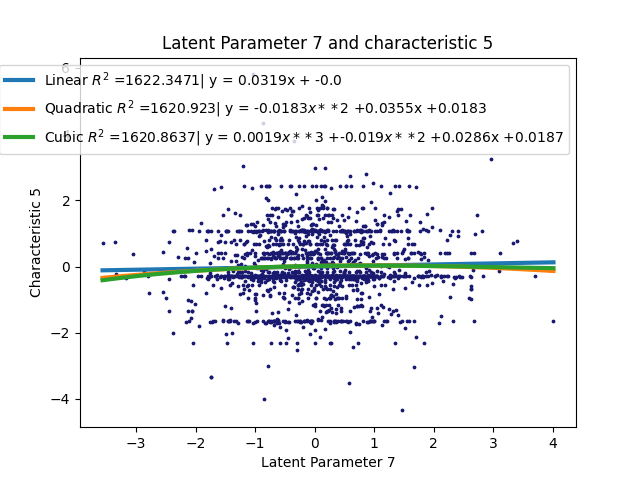 Latent Parameter 7 and characteristic 5
6
Linear R² =1622.3471| y = 0.0319x + -0.0
Quadratic R² =1620.923| y = -0.0183x**2 +0.0355x +0.0183
Cubic R² =1620.8637| y = 0.0019x**3 +-0.019x**2 +0.0286x +0.0187
2
0
−2
−4
Characteristic 5
−3 −2 −1 0 1 2 3 4
Latent Parameter 7